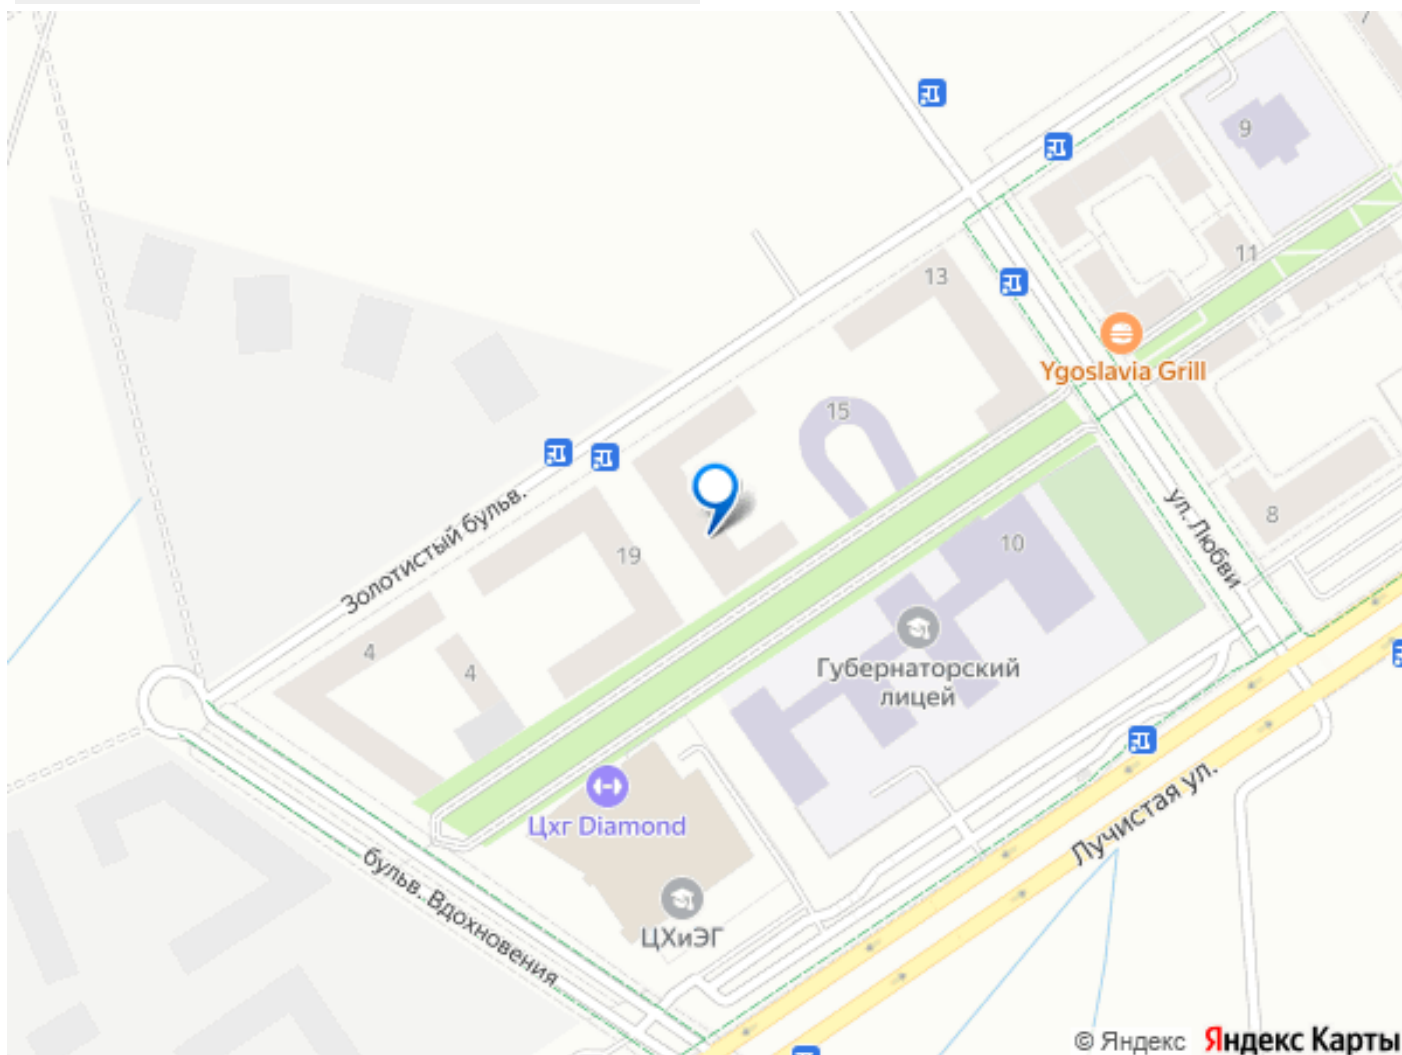 7
9
13
11
Ygoslavia Grill
15
ул. Любви
8
Золотистый бульв.
19
10
4
4
Губернаторский
лицей
Лучистая ул.
Цхг Diamond
бульв. Вдохновения
ЦХиЭГ
© Яндекс Яндекс Карты